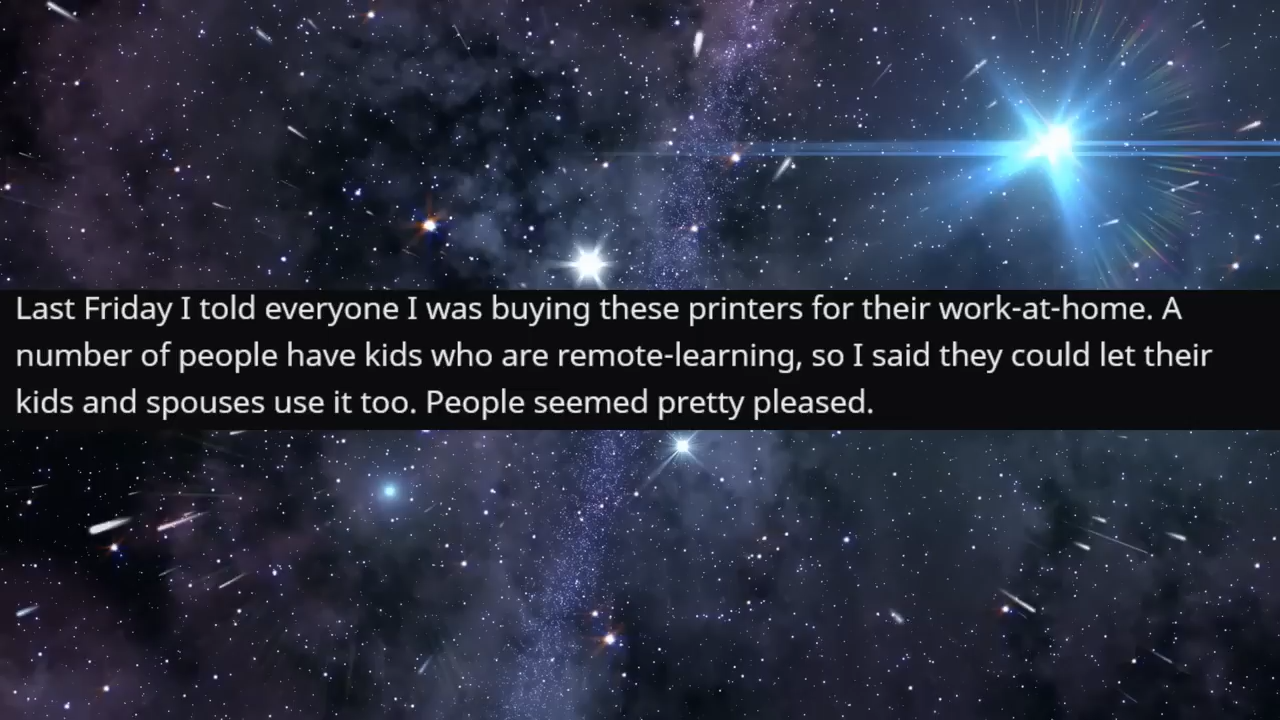 Last Friday I told everyone I was buying these printers for their work-at-home. A
number of people have kids who are remote-learning, so I said they could let their
kids and spouses use it too. People seemed pretty pleased.